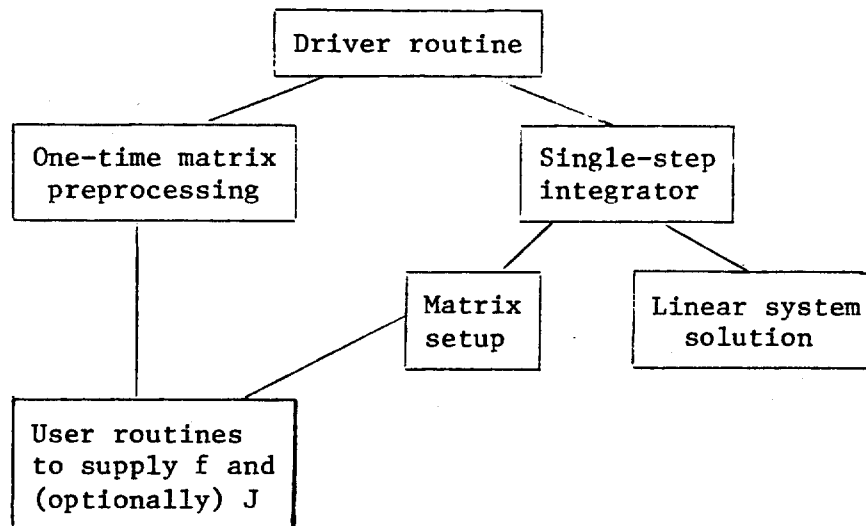 Driver routine
One-time matrix
preprocessing
Single-step
integrator
Matrix
setup
Linear system
solution
User routines
to supply f and
(optionally) J